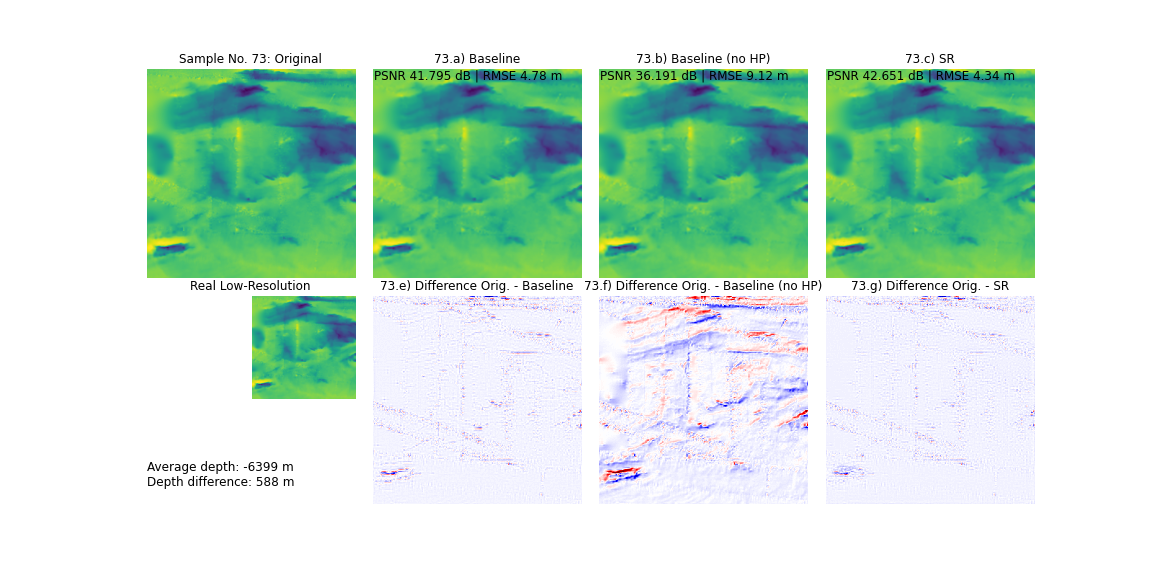 Sample No. 73: Original
73.a) Baseline
73.b) Baseline (no HP)
73.c) SR
PSNR 41.795 dB | RMSE 4.78 m
PSNR 36.191 dB | RMSE 9.12 m
PSNR 42.651 dB | RMSE 4.34 m
Real Low-Resolution
73.e) Difference Orig. - Baseline
73.f) Difference Orig. - Baseline (no HP)
73.g) Difference Orig. - SR
Average depth: -6399 m
Depth difference: 588 m